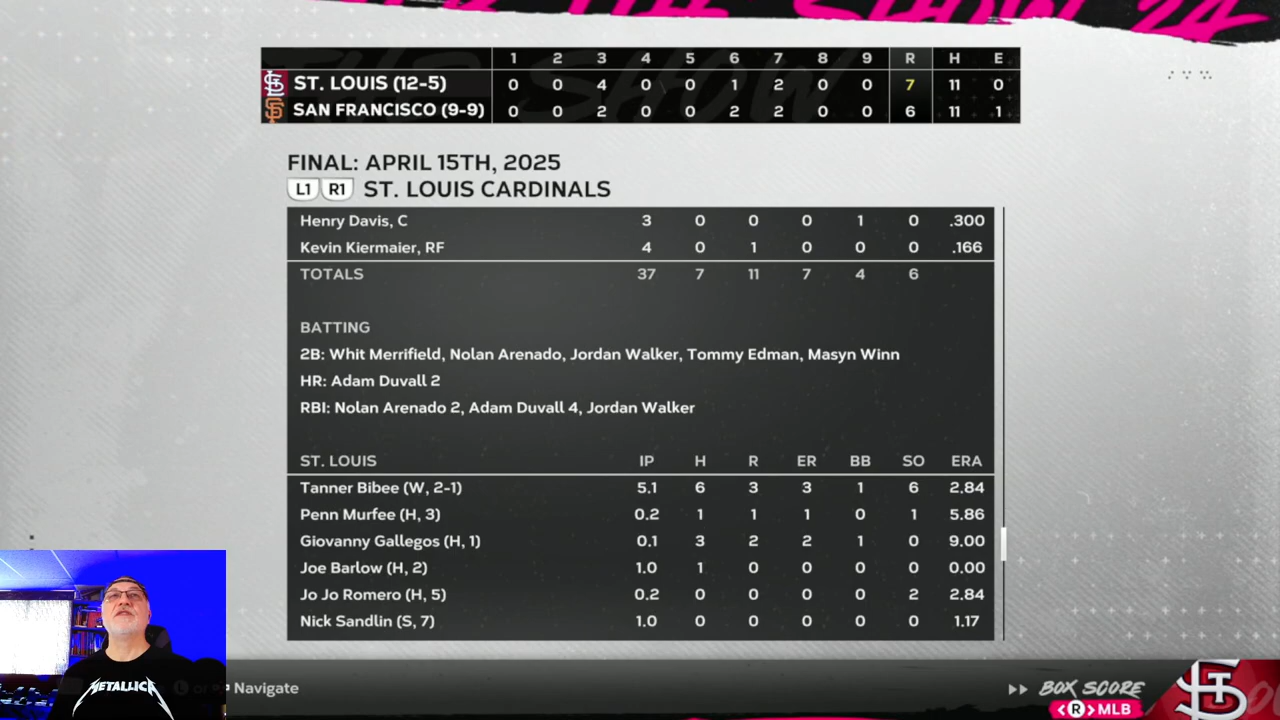 THE SHOW 24
1 2 3 4 5 6 7 8 9 R H E
ST. LOUIS (12-5) 0 0 4 0 0 1 2 0 0 7 11 0
SAN FRANCISCO (9-9) 0 0 2 0 0 2 2 0 0 6 11 1
FINAL: APRIL 15TH, 2025
L1 R1 ST. LOUIS CARDINALS
Henry Davis, C 3 0 0 0 1 0 .300
Kevin Kiermaier, RF 4 0 1 0 0 0 .166
TOTALS 37 7 11 7 4 6
BATTING
2B: Whit Merrifield, Nolan Arenado, Jordan Walker, Tommy Edman, Masyn Winn
HR: Adam Duvall 2
RBI: Nolan Arenado 2, Adam Duvall 4, Jordan Walker
ST. LOUIS IP H R ER BB SO ERA
Tanner Bibee (W, 2-1) 5.1 6 3 3 1 6 2.84
Penn Murfee (H, 3) 0.2 1 1 1 0 1 5.86
Giovanny Gallegos (H, 1) 0.1 3 2 2 1 0 9.00
Joe Barlow (H, 2) 1.0 1 0 0 0 0 0.00
Jo Jo Romero (H, 5) 0.2 0 0 0 0 2 2.84
Nick Sandlin (S, 7) 1.0 0 0 0 0 0 1.17
METALLICA
L or Navigate
BOX SCORE
R MLB